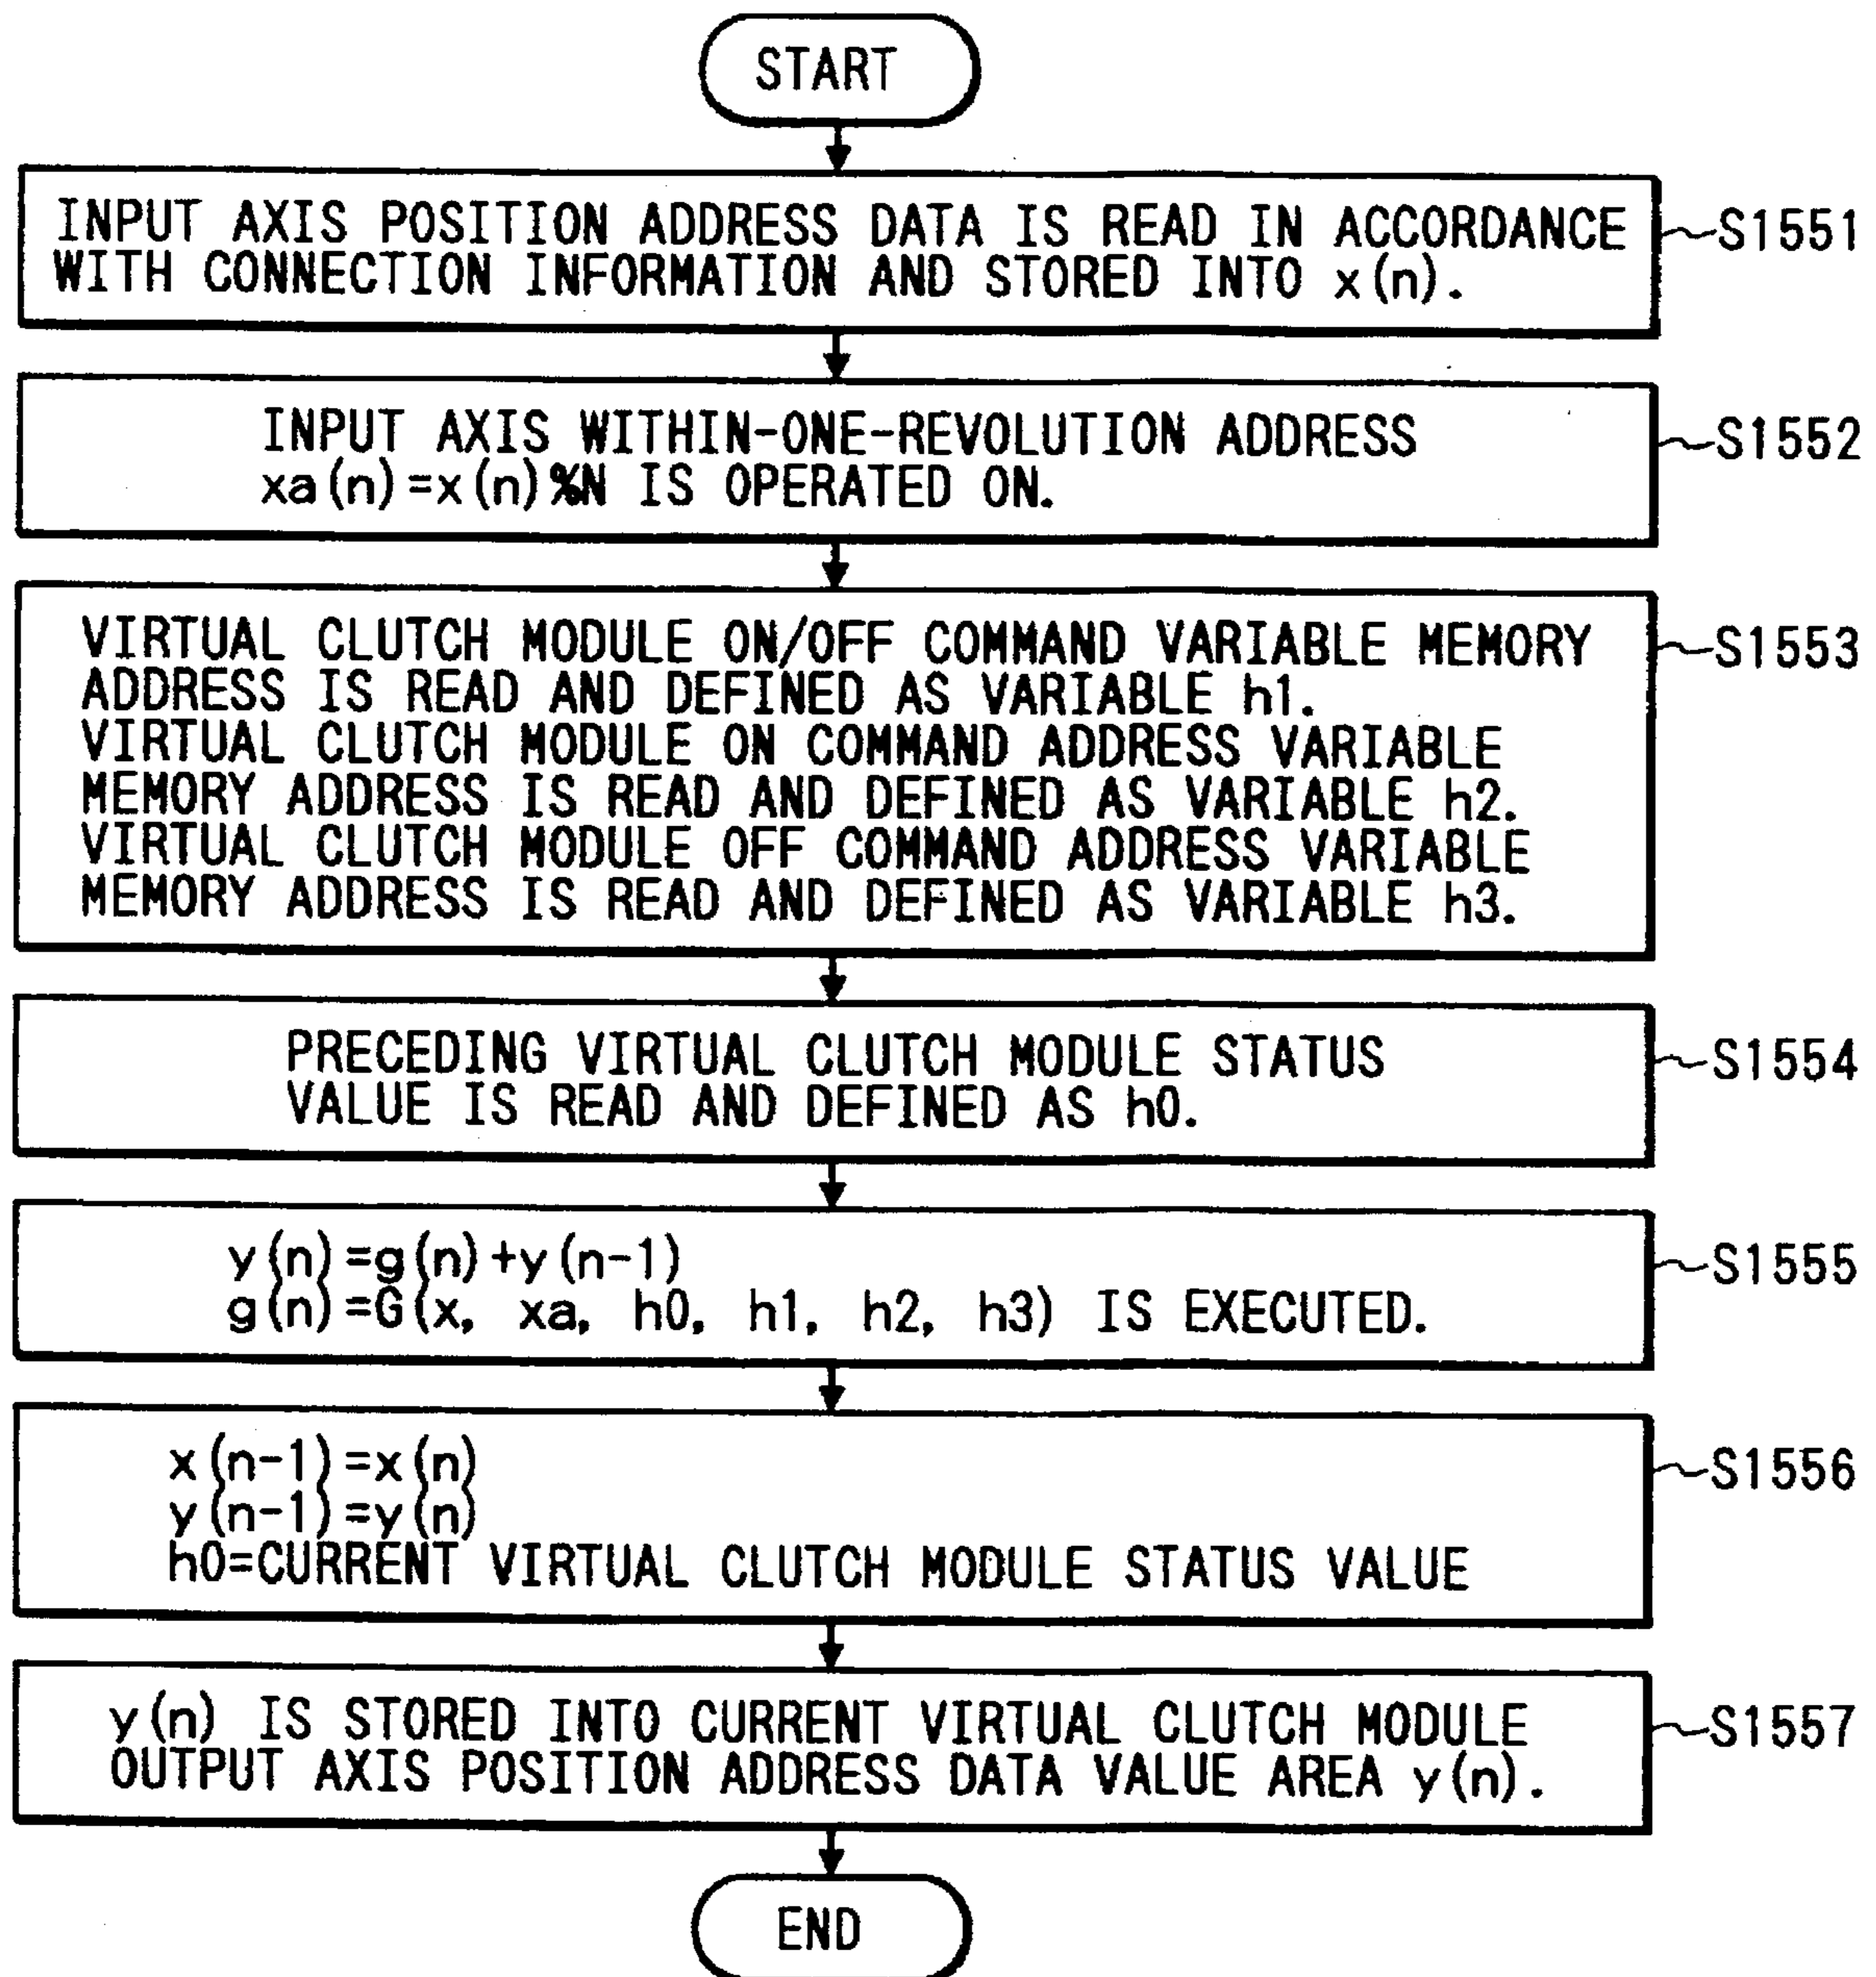 START
INPUT AXIS POSITION ADDRESS DATA IS READ IN ACCORDANCE
WITH CONNECTION INFORMATION AND STORED INTO x(n).
S1551
INPUT AXIS WITHIN-ONE-REVOLUTION ADDRESS
xa(n)=x(n)%N IS OPERATED ON.
S1552
VIRTUAL CLUTCH MODULE ON/OFF COMMAND VARIABLE MEMORY
ADDRESS IS READ AND DEFINED AS VARIABLE h1.
VIRTUAL CLUTCH MODULE ON COMMAND ADDRESS VARIABLE
MEMORY ADDRESS IS READ AND DEFINED AS VARIABLE h2.
VIRTUAL CLUTCH MODULE OFF COMMAND ADDRESS VARIABLE
MEMORY ADDRESS IS READ AND DEFINED AS VARIABLE h3.
S1553
PRECEDING VIRTUAL CLUTCH MODULE STATUS
VALUE IS READ AND DEFINED AS h0.
S1554
y(n)=g(n)+y(n-1)
g(n)=G(x, xa, h0, h1, h2, h3) IS EXECUTED.
S1555
x(n-1)=x(n)
y(n-1)=y(n)
h0=CURRENT VIRTUAL CLUTCH MODULE STATUS VALUE
S1556
y(n) IS STORED INTO CURRENT VIRTUAL CLUTCH MODULE
OUTPUT AXIS POSITION ADDRESS DATA VALUE AREA y(n).
S1557
END